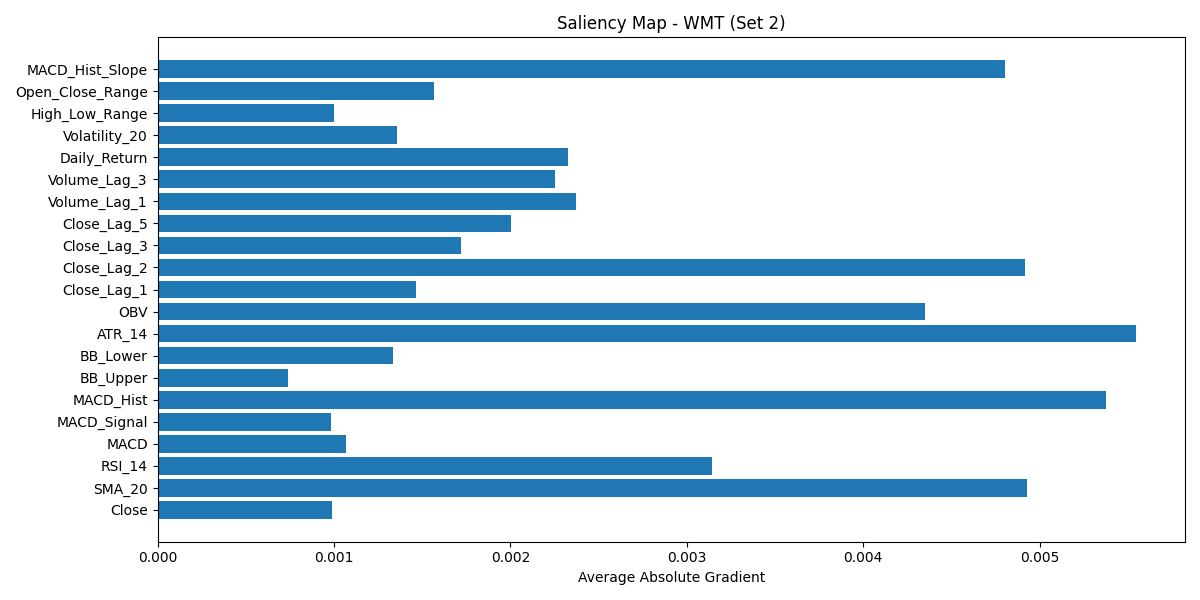 Saliency Map - WMT (Set 2)
MACD_Hist_Slope
Open_Close_Range
High_Low_Range
Volatility_20
Daily_Return
Volume_Lag_3
Volume_Lag_1
Close_Lag_5
Close_Lag_3
Close_Lag_2
Close_Lag_1
OBV
ATR_14
BB_Lower
BB_Upper
MACD_Hist
MACD_Signal
MACD
RSI_14
SMA_20
Close
0.000 0.001 0.002 0.003 0.004 0.005
Average Absolute Gradient